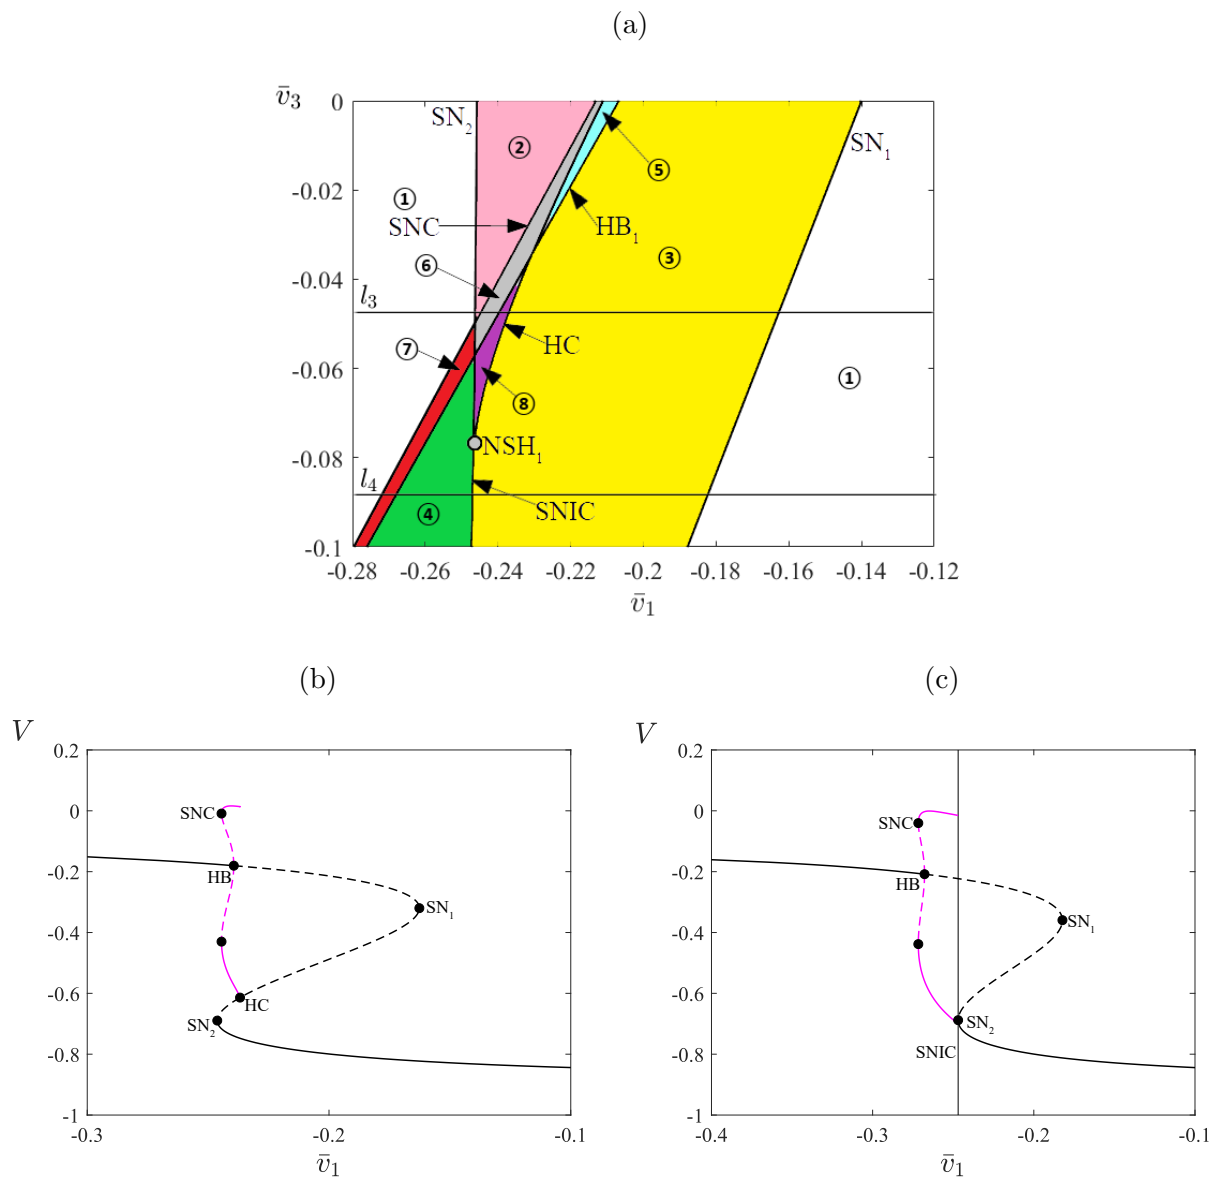 (a)
v̄₃
0
SN₂
②
SN₁
⑤
-0.02
①
SNC
HB₁
③
⑥
-0.04
l₃
⑦
HC
-0.06
①
⑧
NSH₁
-0.08
l₄
④
SNIC
-0.1
-0.28 -0.26 -0.24 -0.22 -0.2 -0.18 -0.16 -0.14 -0.12
v̄₁
(b)
V
0.2
0
SNC
-0.2
HB
SN₁
-0.4
-0.6
HC
SN₂
-0.8
-1
-0.3 -0.2 -0.1
v̄₁
(c)
V
0.2
0
SNC
-0.2
HB
SN₁
-0.4
-0.6
SN₂
SNIC
-0.8
-1
-0.4 -0.3 -0.2 -0.1
v̄₁